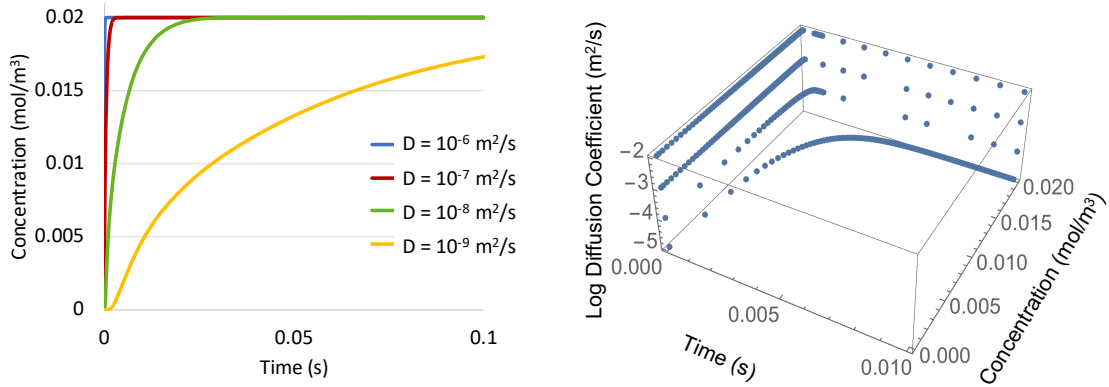 Concentration (mol/m³)
0.02
0.015
0.01
0.005
0
0
0.05
0.1
Time (s)
D = 10⁻⁶ m²/s
D = 10⁻⁷ m²/s
D = 10⁻⁸ m²/s
D = 10⁻⁹ m²/s
Log Diffusion Coefficient (m²/s)
−2
−3
−4
−5
0.000
0.005
0.010
Time (s)
0.000
0.005
0.010
0.015
0.020
Concentration (mol/m³)